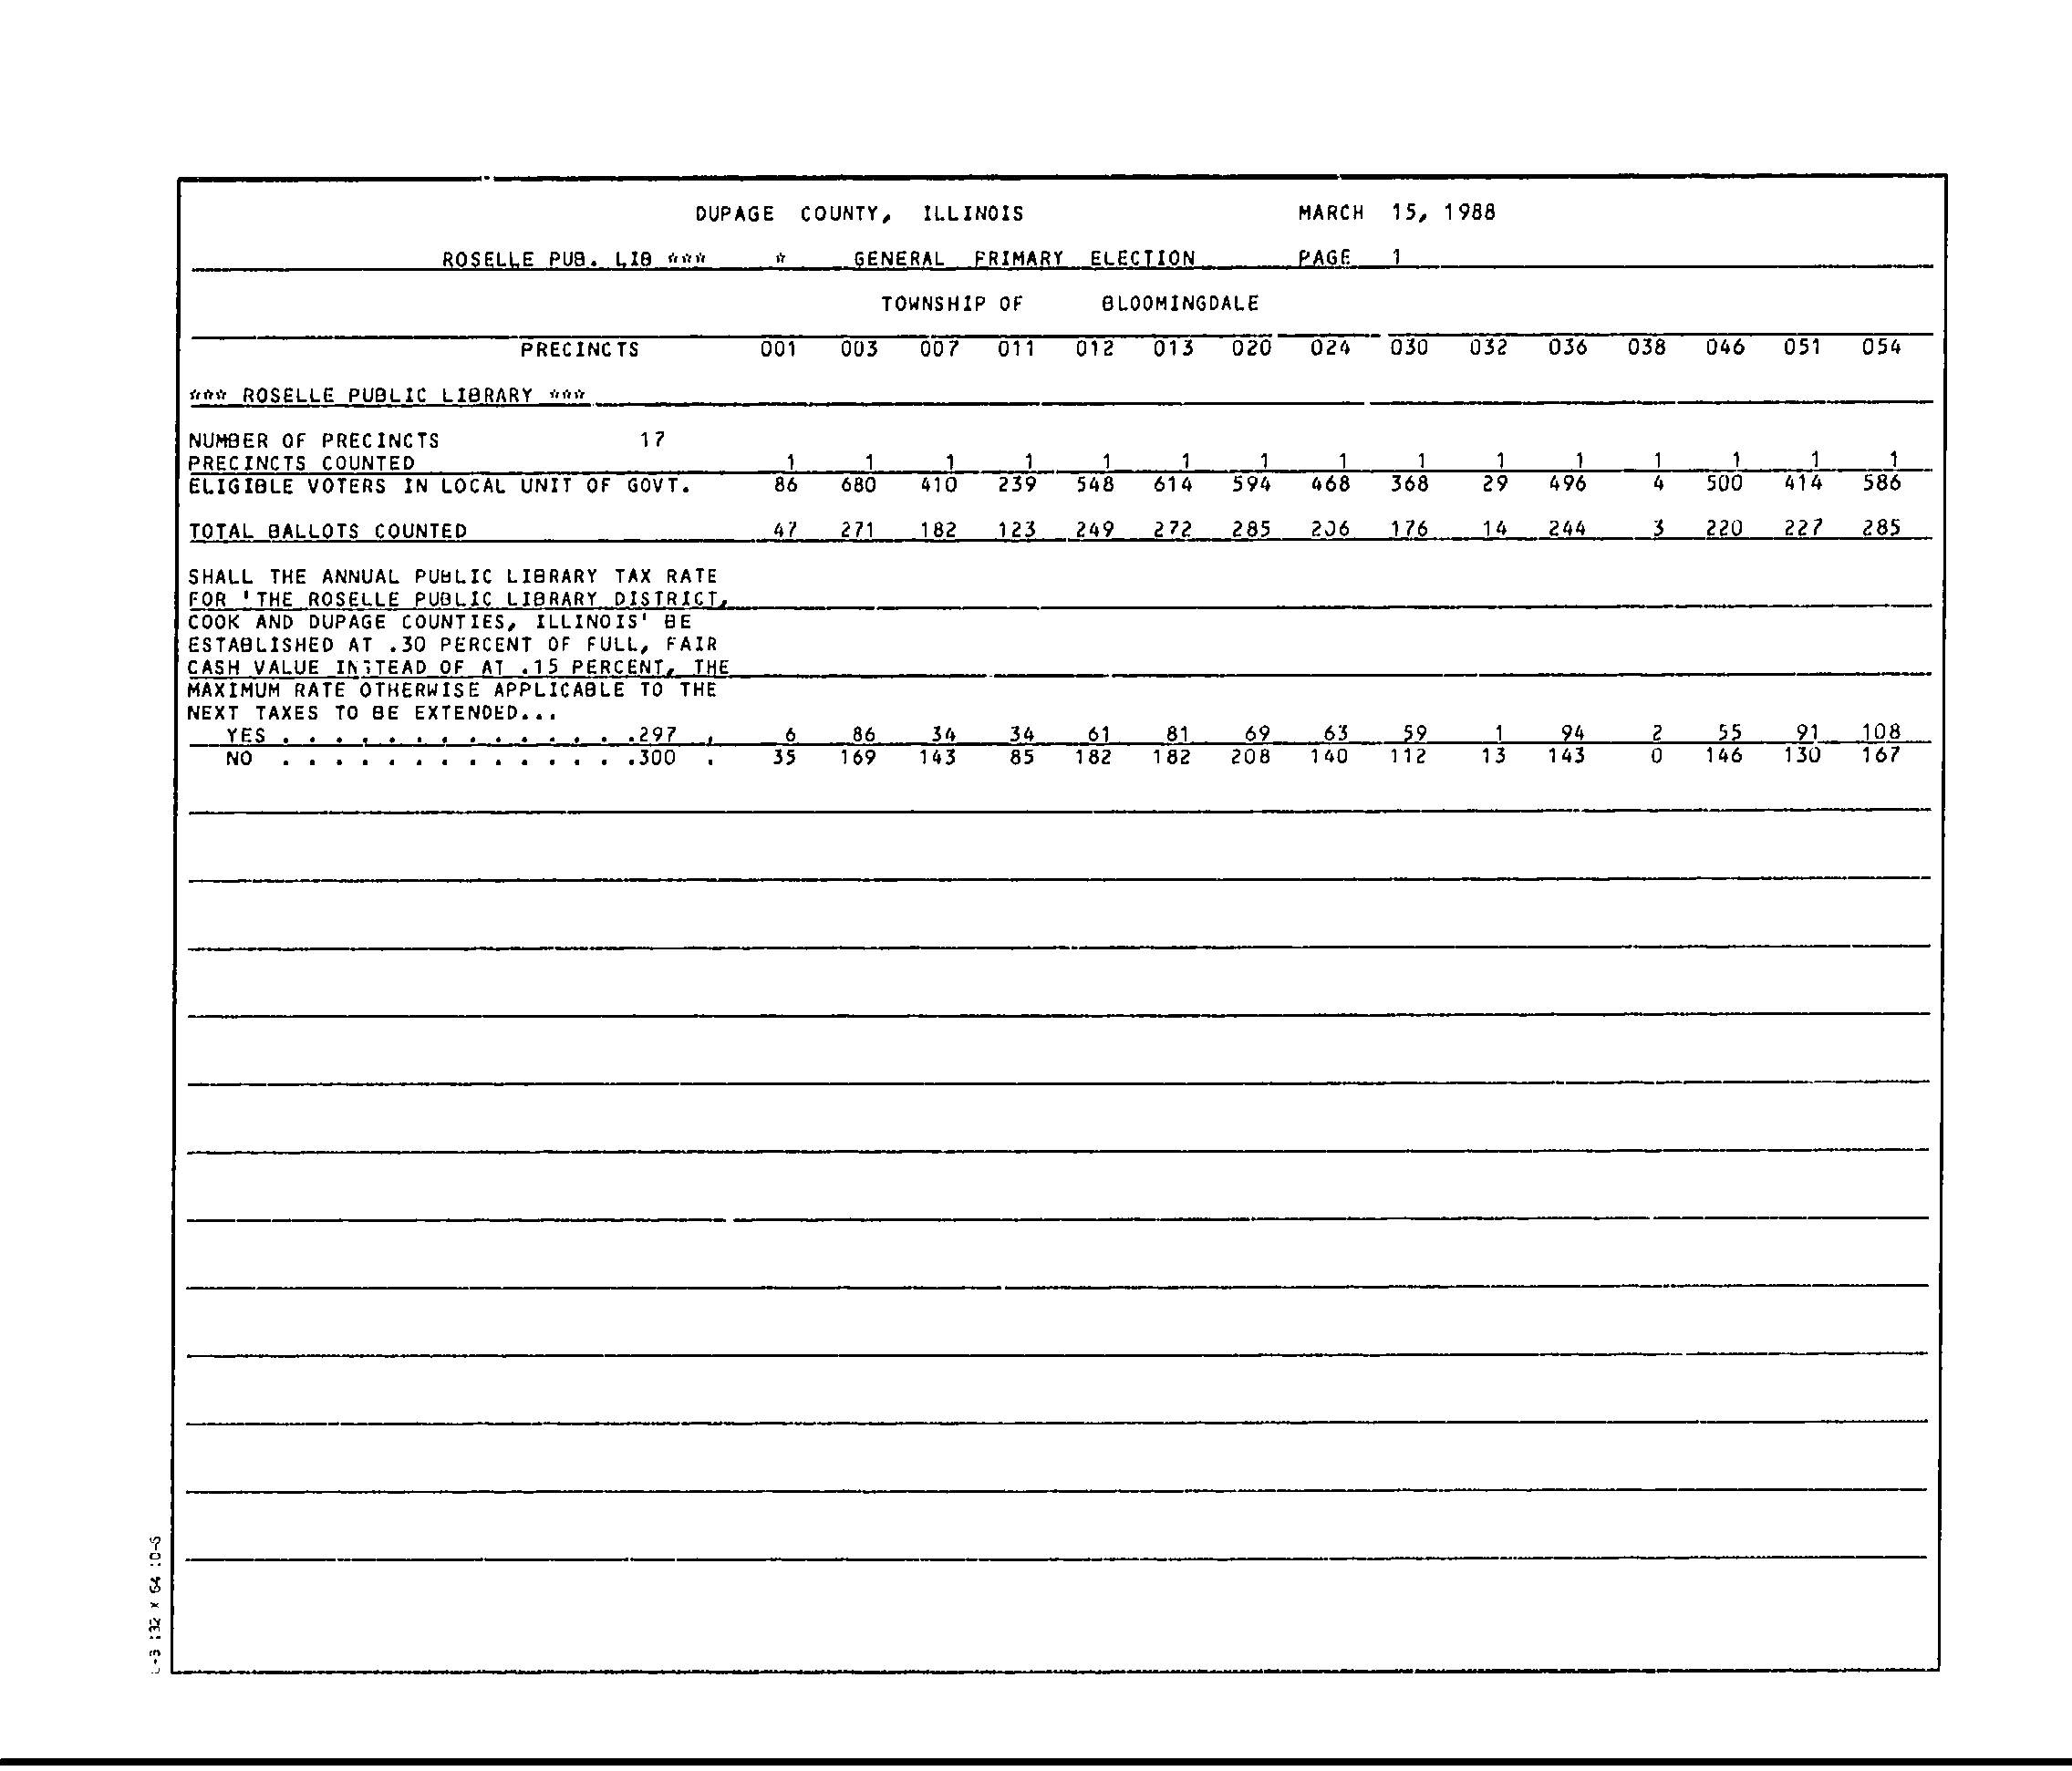 DUPAGE COUNTY, ILLINOIS MARCH 15, 1988
ROSELLE PUB. LIB *** * GENERAL PRIMARY ELECTION PAGE 1
TOWNSHIP OF BLOOMINGDALE
PRECINCTS 001 003 007 011 012 013 020 024 030 032 036 038 046 051 054
*** ROSELLE PUBLIC LIBRARY ***
NUMBER OF PRECINCTS 17
PRECINCTS COUNTED 1 1 1 1 1 1 1 1 1 1 1 1 1 1 1
ELIGIBLE VOTERS IN LOCAL UNIT OF GOVT. 86 680 410 239 548 614 594 468 368 29 496 4 500 414 586
TOTAL BALLOTS COUNTED 47 271 182 123 249 272 285 206 176 14 244 3 220 227 285
SHALL THE ANNUAL PUBLIC LIBRARY TAX RATE
FOR 'THE ROSELLE PUBLIC LIBRARY DISTRICT,
COOK AND DUPAGE COUNTIES, ILLINOIS' BE
ESTABLISHED AT .30 PERCENT OF FULL, FAIR
CASH VALUE INSTEAD OF AT .15 PERCENT, THE
MAXIMUM RATE OTHERWISE APPLICABLE TO THE
NEXT TAXES TO BE EXTENDED...
YES . . . . . . . . . . . . . .297 . 6 86 34 34 61 81 69 63 59 1 94 2 55 91 108
NO . . . . . . . . . . . . . .300 . 35 169 143 85 182 182 208 140 112 13 143 0 146 130 167
132 X 64 10-6